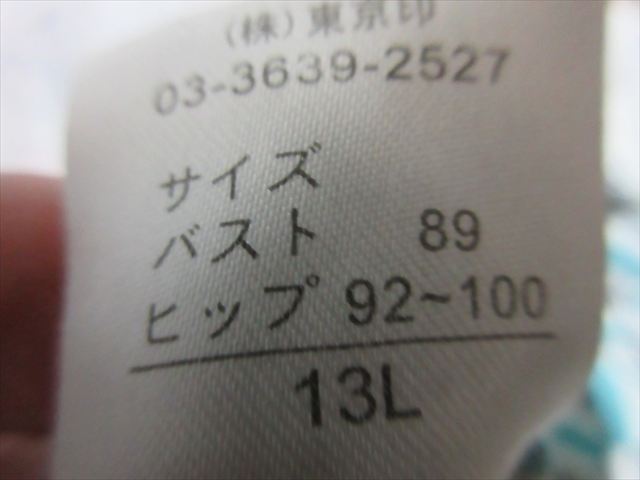 (株)東京印
03-3639-2527
サイズ
バスト 89
ヒップ 92~100
13L